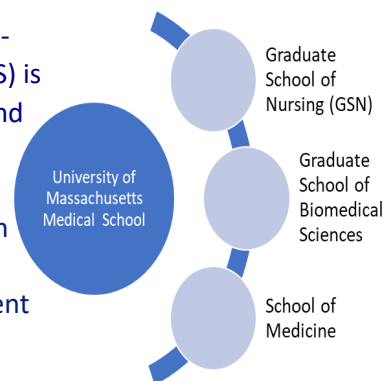 -
S) is
nd
n
ent
University of
Massachusetts
Medical School
Graduate
School of
Nursing (GSN)
Graduate
School of
Biomedical
Sciences
School of
Medicine